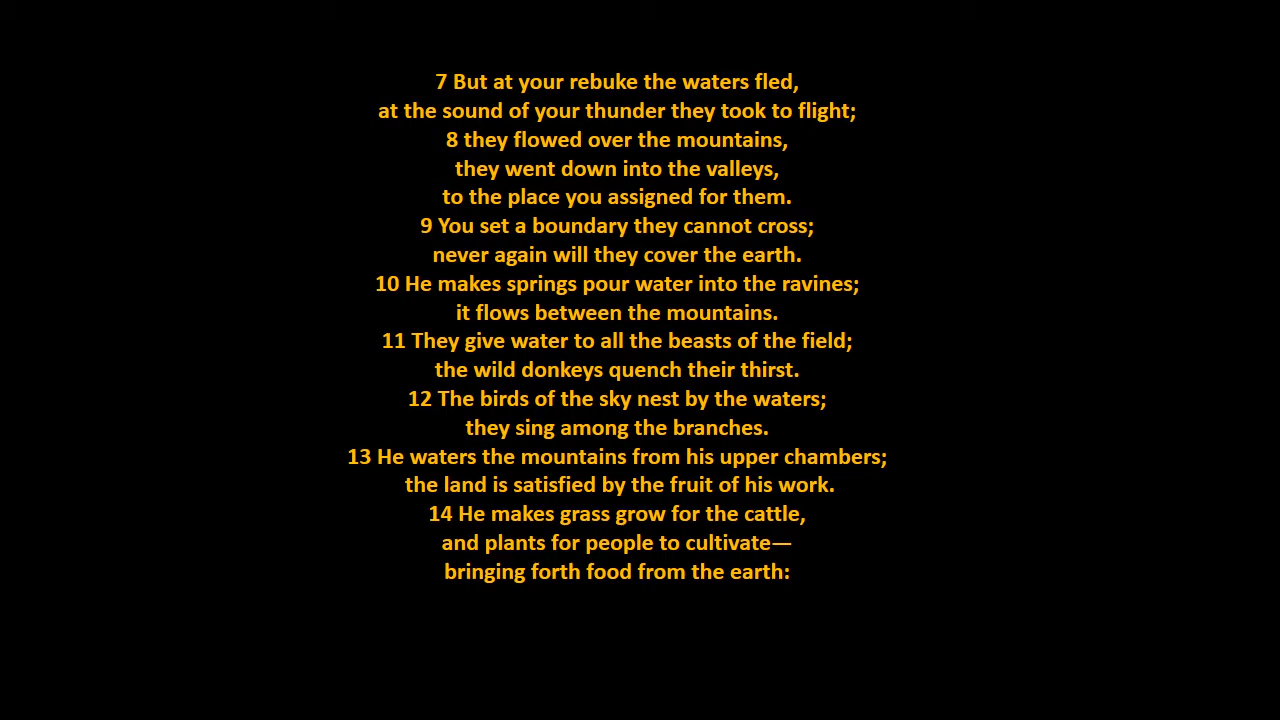 7 But at your rebuke the waters fled,
at the sound of your thunder they took to flight;
8 they flowed over the mountains,
they went down into the valleys,
to the place you assigned for them.
9 You set a boundary they cannot cross;
never again will they cover the earth.
10 He makes springs pour water into the ravines;
it flows between the mountains.
11 They give water to all the beasts of the field;
the wild donkeys quench their thirst.
12 The birds of the sky nest by the waters;
they sing among the branches.
13 He waters the mountains from his upper chambers;
the land is satisfied by the fruit of his work.
14 He makes grass grow for the cattle,
and plants for people to cultivate—
bringing forth food from the earth: